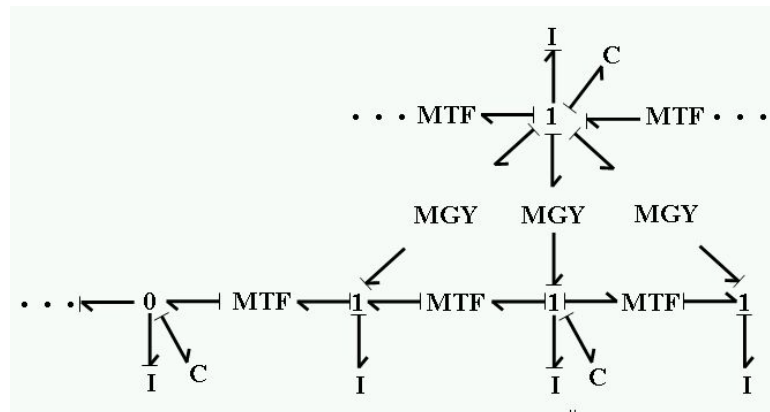 I
C
. . . MTF 1 MTF . . .
MGY MGY MGY
. . . 0 MTF 1 MTF 1 MTF 1
I C I I C I